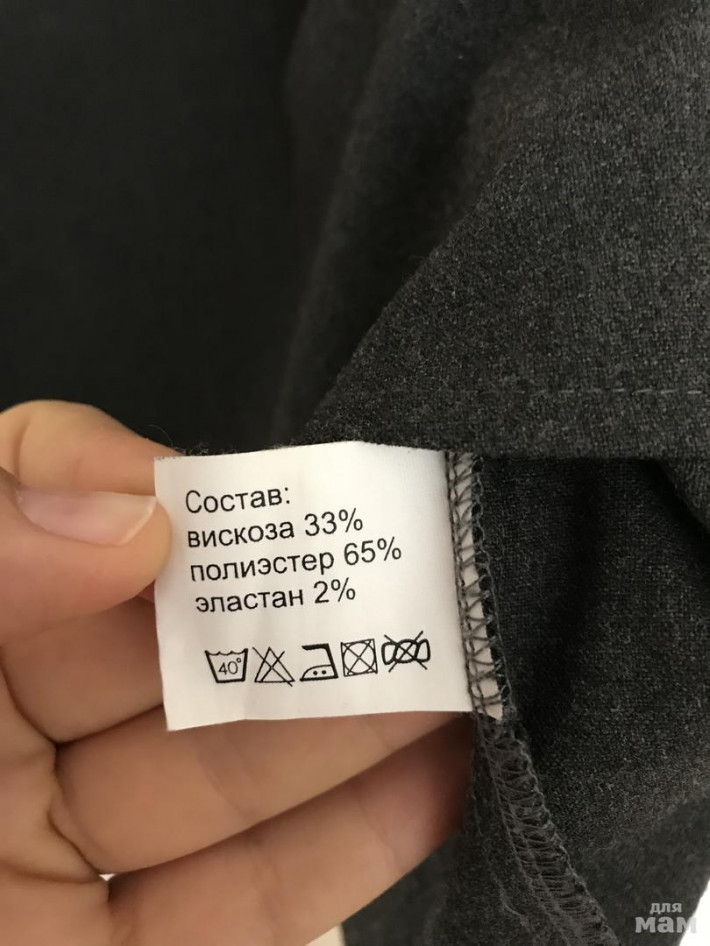 Состав:
вискоза 33%
полиэстер 65%
эластан 2%
40°
для
мам